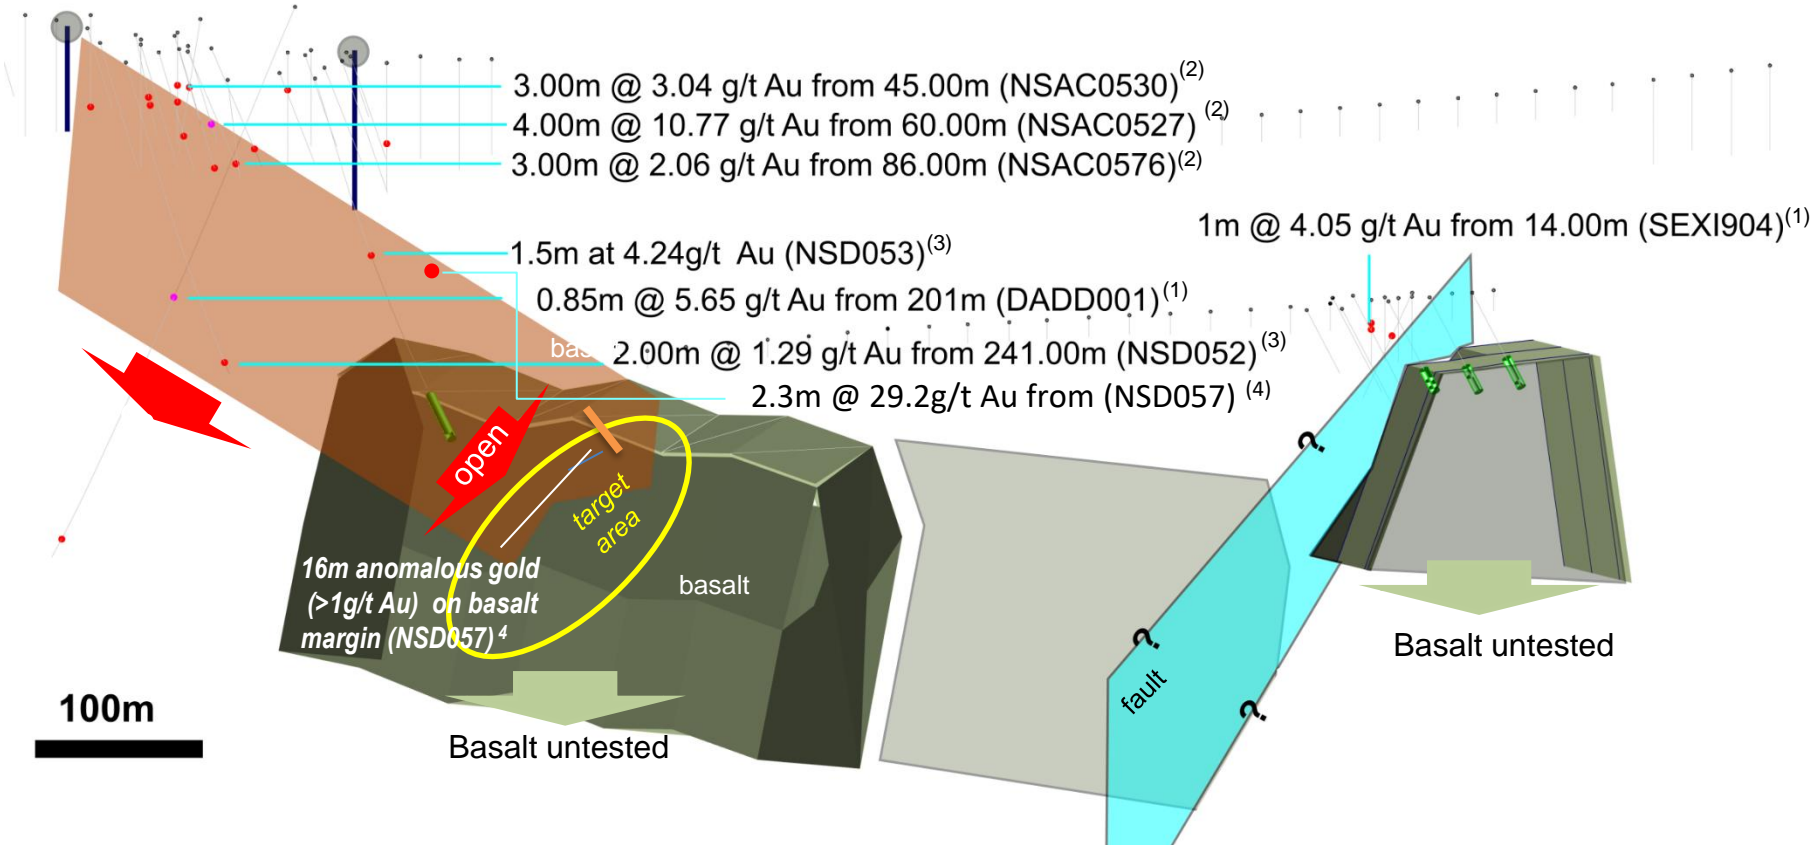 3.00m @ 3.04 g/t Au from 45.00m (NSAC0530)(2)
4.00m @ 10.77 g/t Au from 60.00m (NSAC0527) (2)
3.00m @ 2.06 g/t Au from 86.00m (NSAC0576)(2)
1m @ 4.05 g/t Au from 14.00m (SEXI904)(1)
1.5m at 4.24g/t Au (NSD053)(3)
0.85m @ 5.65 g/t Au from 201m (DADD001)(1)
2.00m @ 1.29 g/t Au from 241.00m (NSD052)(3)
2.3m @ 29.2g/t Au from (NSD057) (4)
open
target
area
?
16m anomalous gold
(>1g/t Au) on basalt
margin (NSD057) 4
basalt
?
fault
?
Basalt untested
100m
Basalt untested